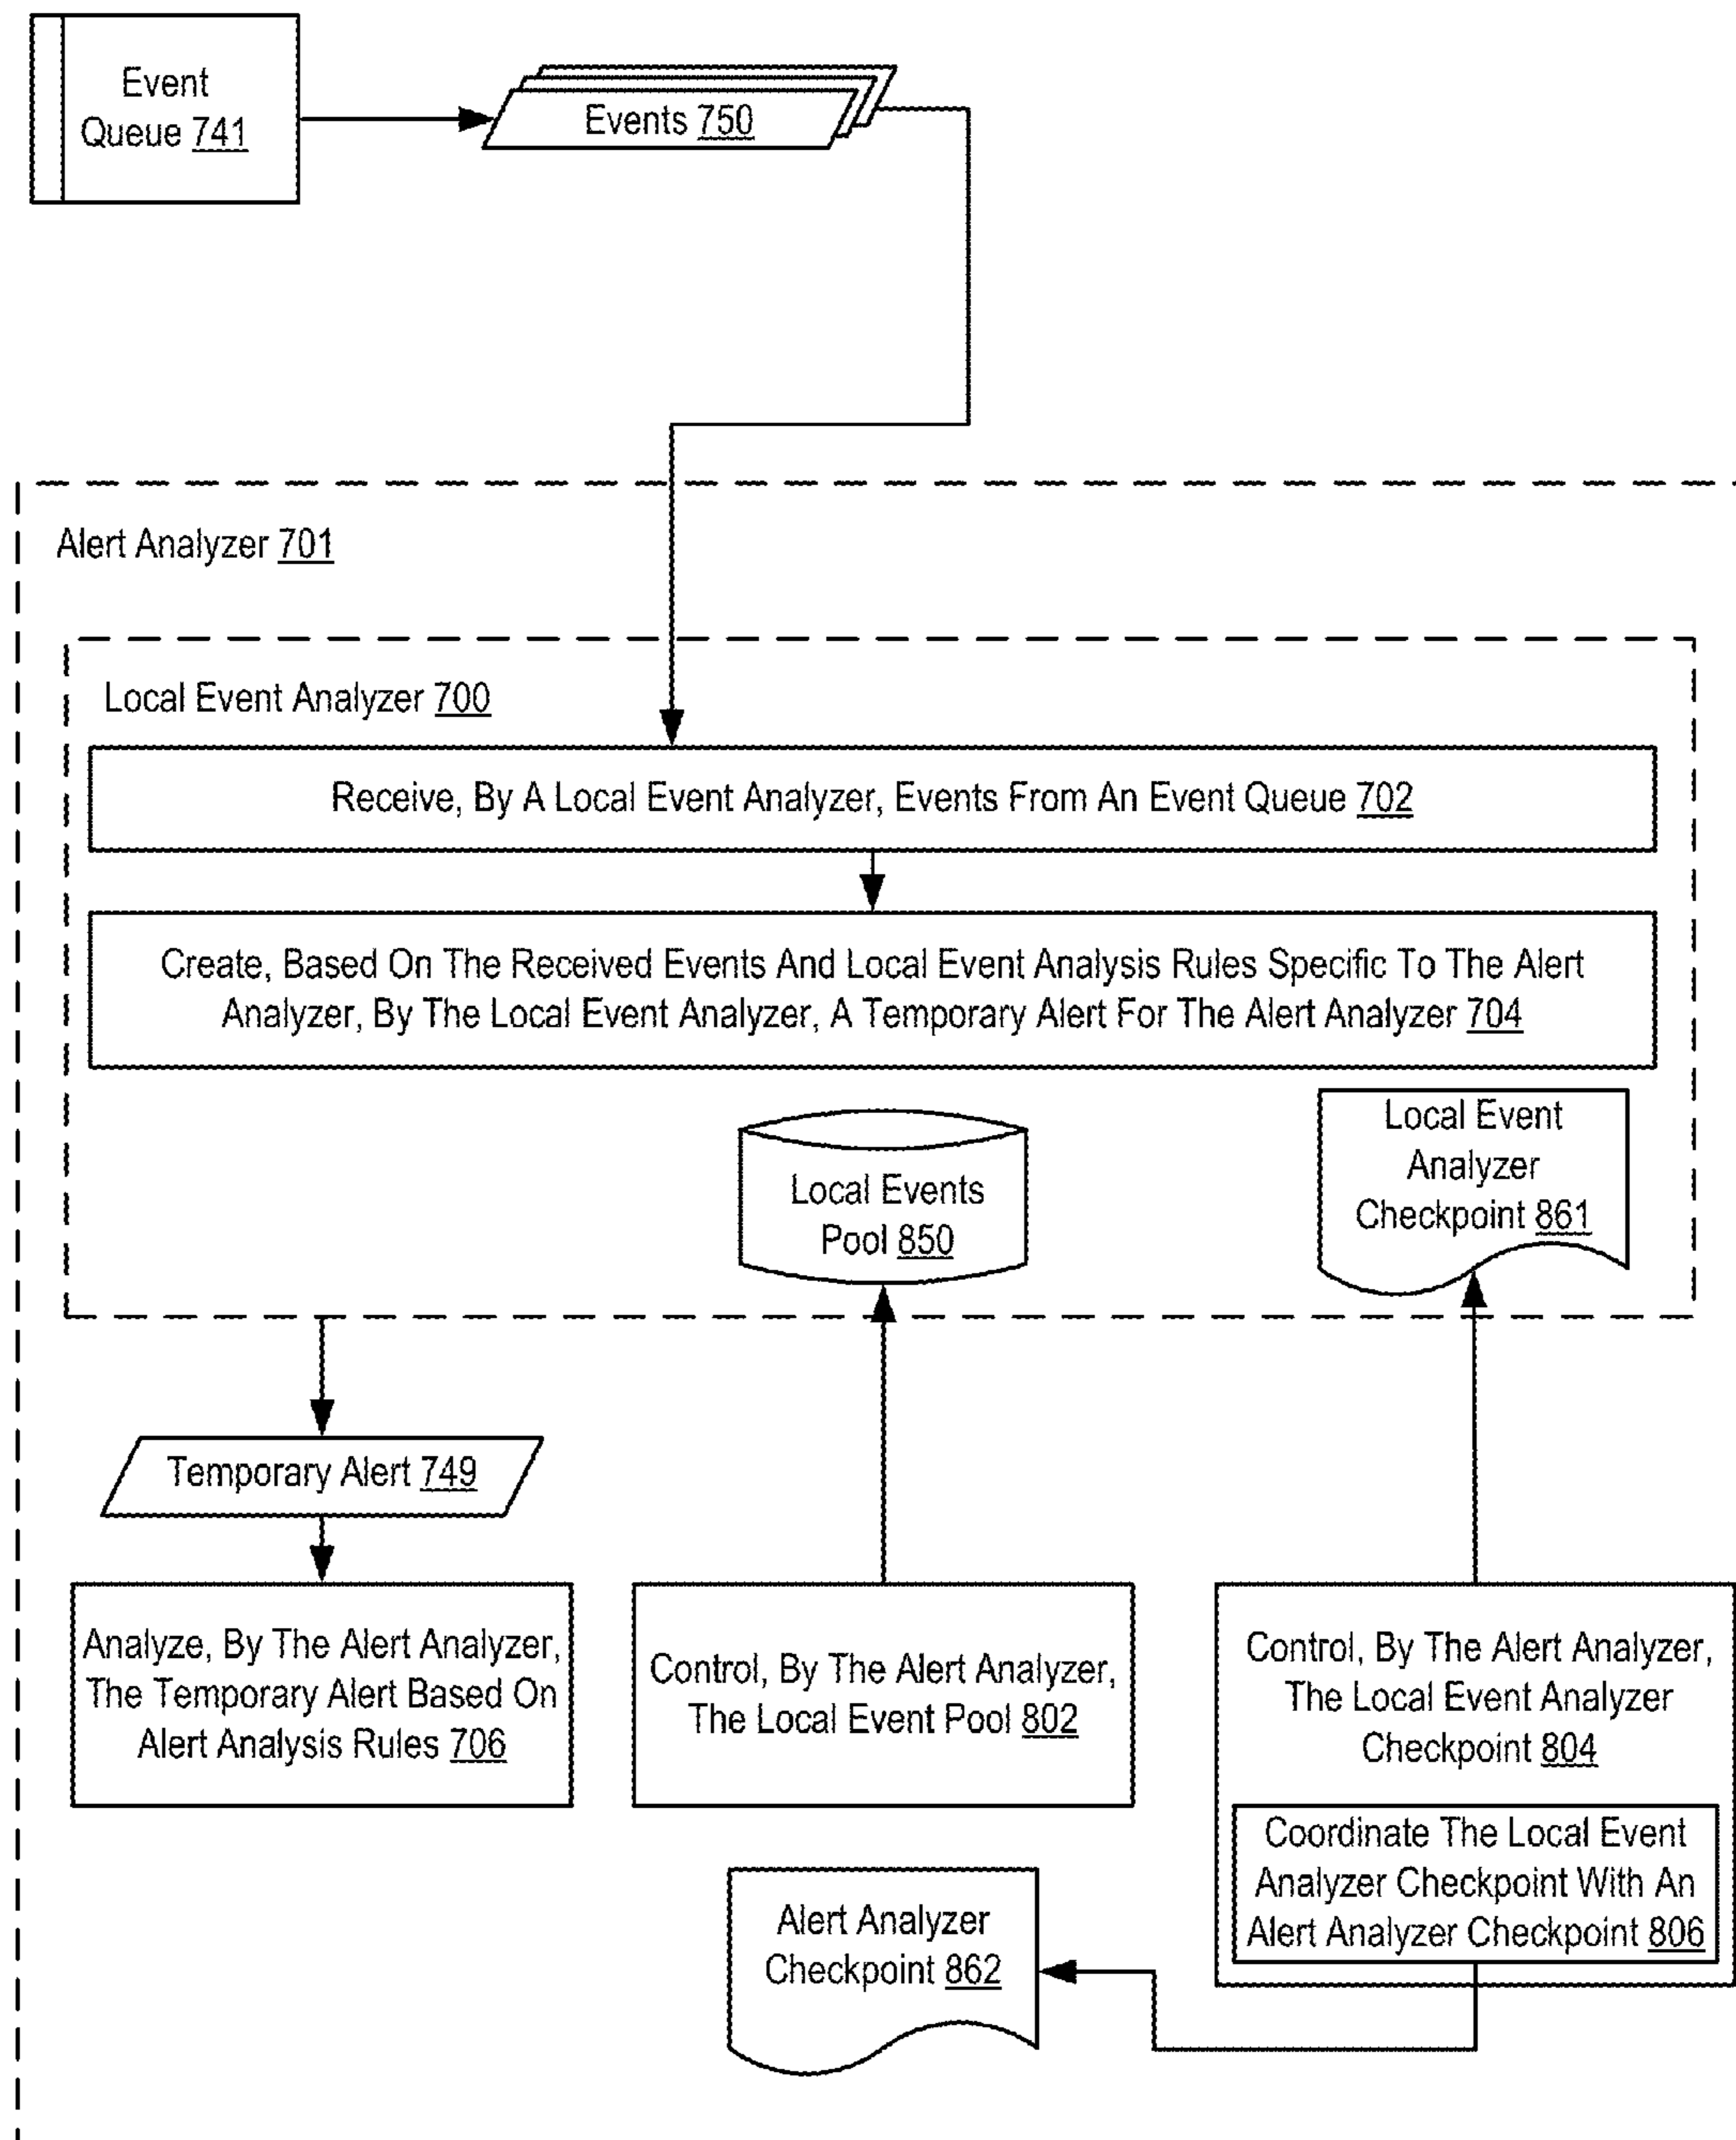 Event
Queue 741
Events 750
Alert Analyzer 701
Local Event Analyzer 700
Receive, By A Local Event Analyzer, Events From An Event Queue 702
Create, Based On The Received Events And Local Event Analysis Rules Specific To The Alert
Analyzer, By The Local Event Analyzer, A Temporary Alert For The Alert Analyzer 704
Local Events
Pool 850
Local Event
Analyzer
Checkpoint 861
Temporary Alert 749
Analyze, By The Alert Analyzer,
The Temporary Alert Based On
Alert Analysis Rules 706
Control, By The Alert Analyzer,
The Local Event Pool 802
Control, By The Alert Analyzer,
The Local Event Analyzer
Checkpoint 804
Coordinate The Local Event
Analyzer Checkpoint With An
Alert Analyzer Checkpoint 806
Alert Analyzer
Checkpoint 862